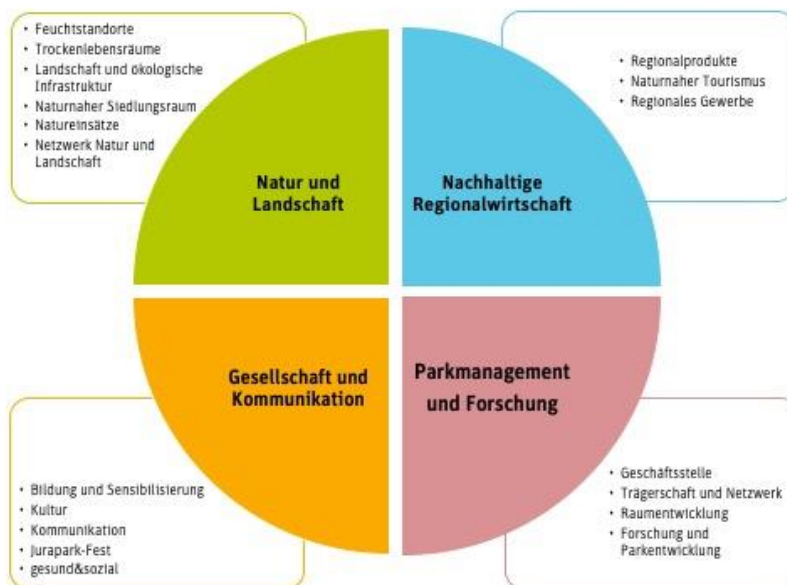 • Feuchtstandorte
• Trockenlebensräume
• Landschaft und ökologische
Infrastruktur
• Naturnaher Siedlungsraum
• Natureinsätze
• Netzwerk Natur und
Landschaft
• Regionalprodukte
• Naturnaher Tourismus
• Regionales Gewerbe
Natur und
Landschaft
Nachhaltige
Regionalwirtschaft
Gesellschaft und
Kommunikation
Parkmanagement
und Forschung
• Bildung und Sensibilisierung
• Kultur
• Kommunikation
• Jurapark-Fest
• gesund&sozial
• Geschäftsstelle
• Trägerschaft und Netzwerk
• Raumentwicklung
• Forschung und
Parkentwicklung